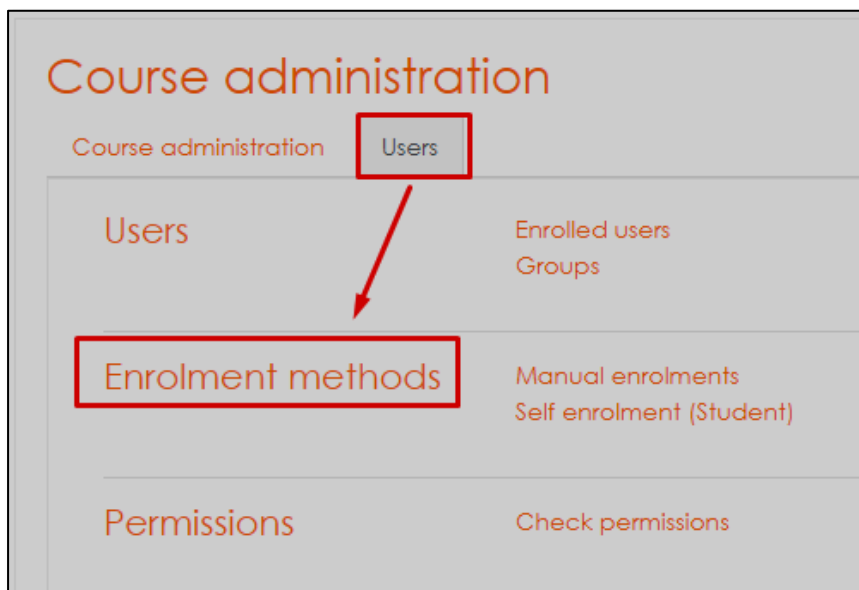 Course administration
Course administration Users
Users
Enrolled users
Groups
Enrolment methods
Manual enrolments
Self enrolment (Student)
Permissions
Check permissions